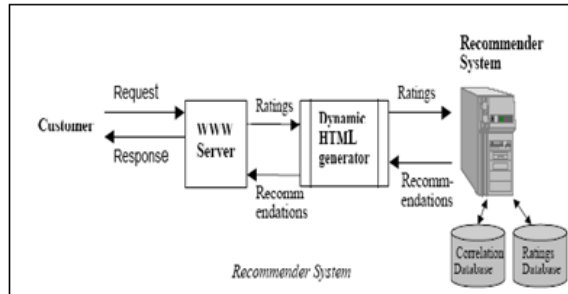 Recommender
System
Request
Customer
Response
WWW
Server
Ratings
Recomm
endations
Dynamic
HTML
generator
Ratings
Recomm-
endations
Correlation
Database
Ratings
Database
Recommender System